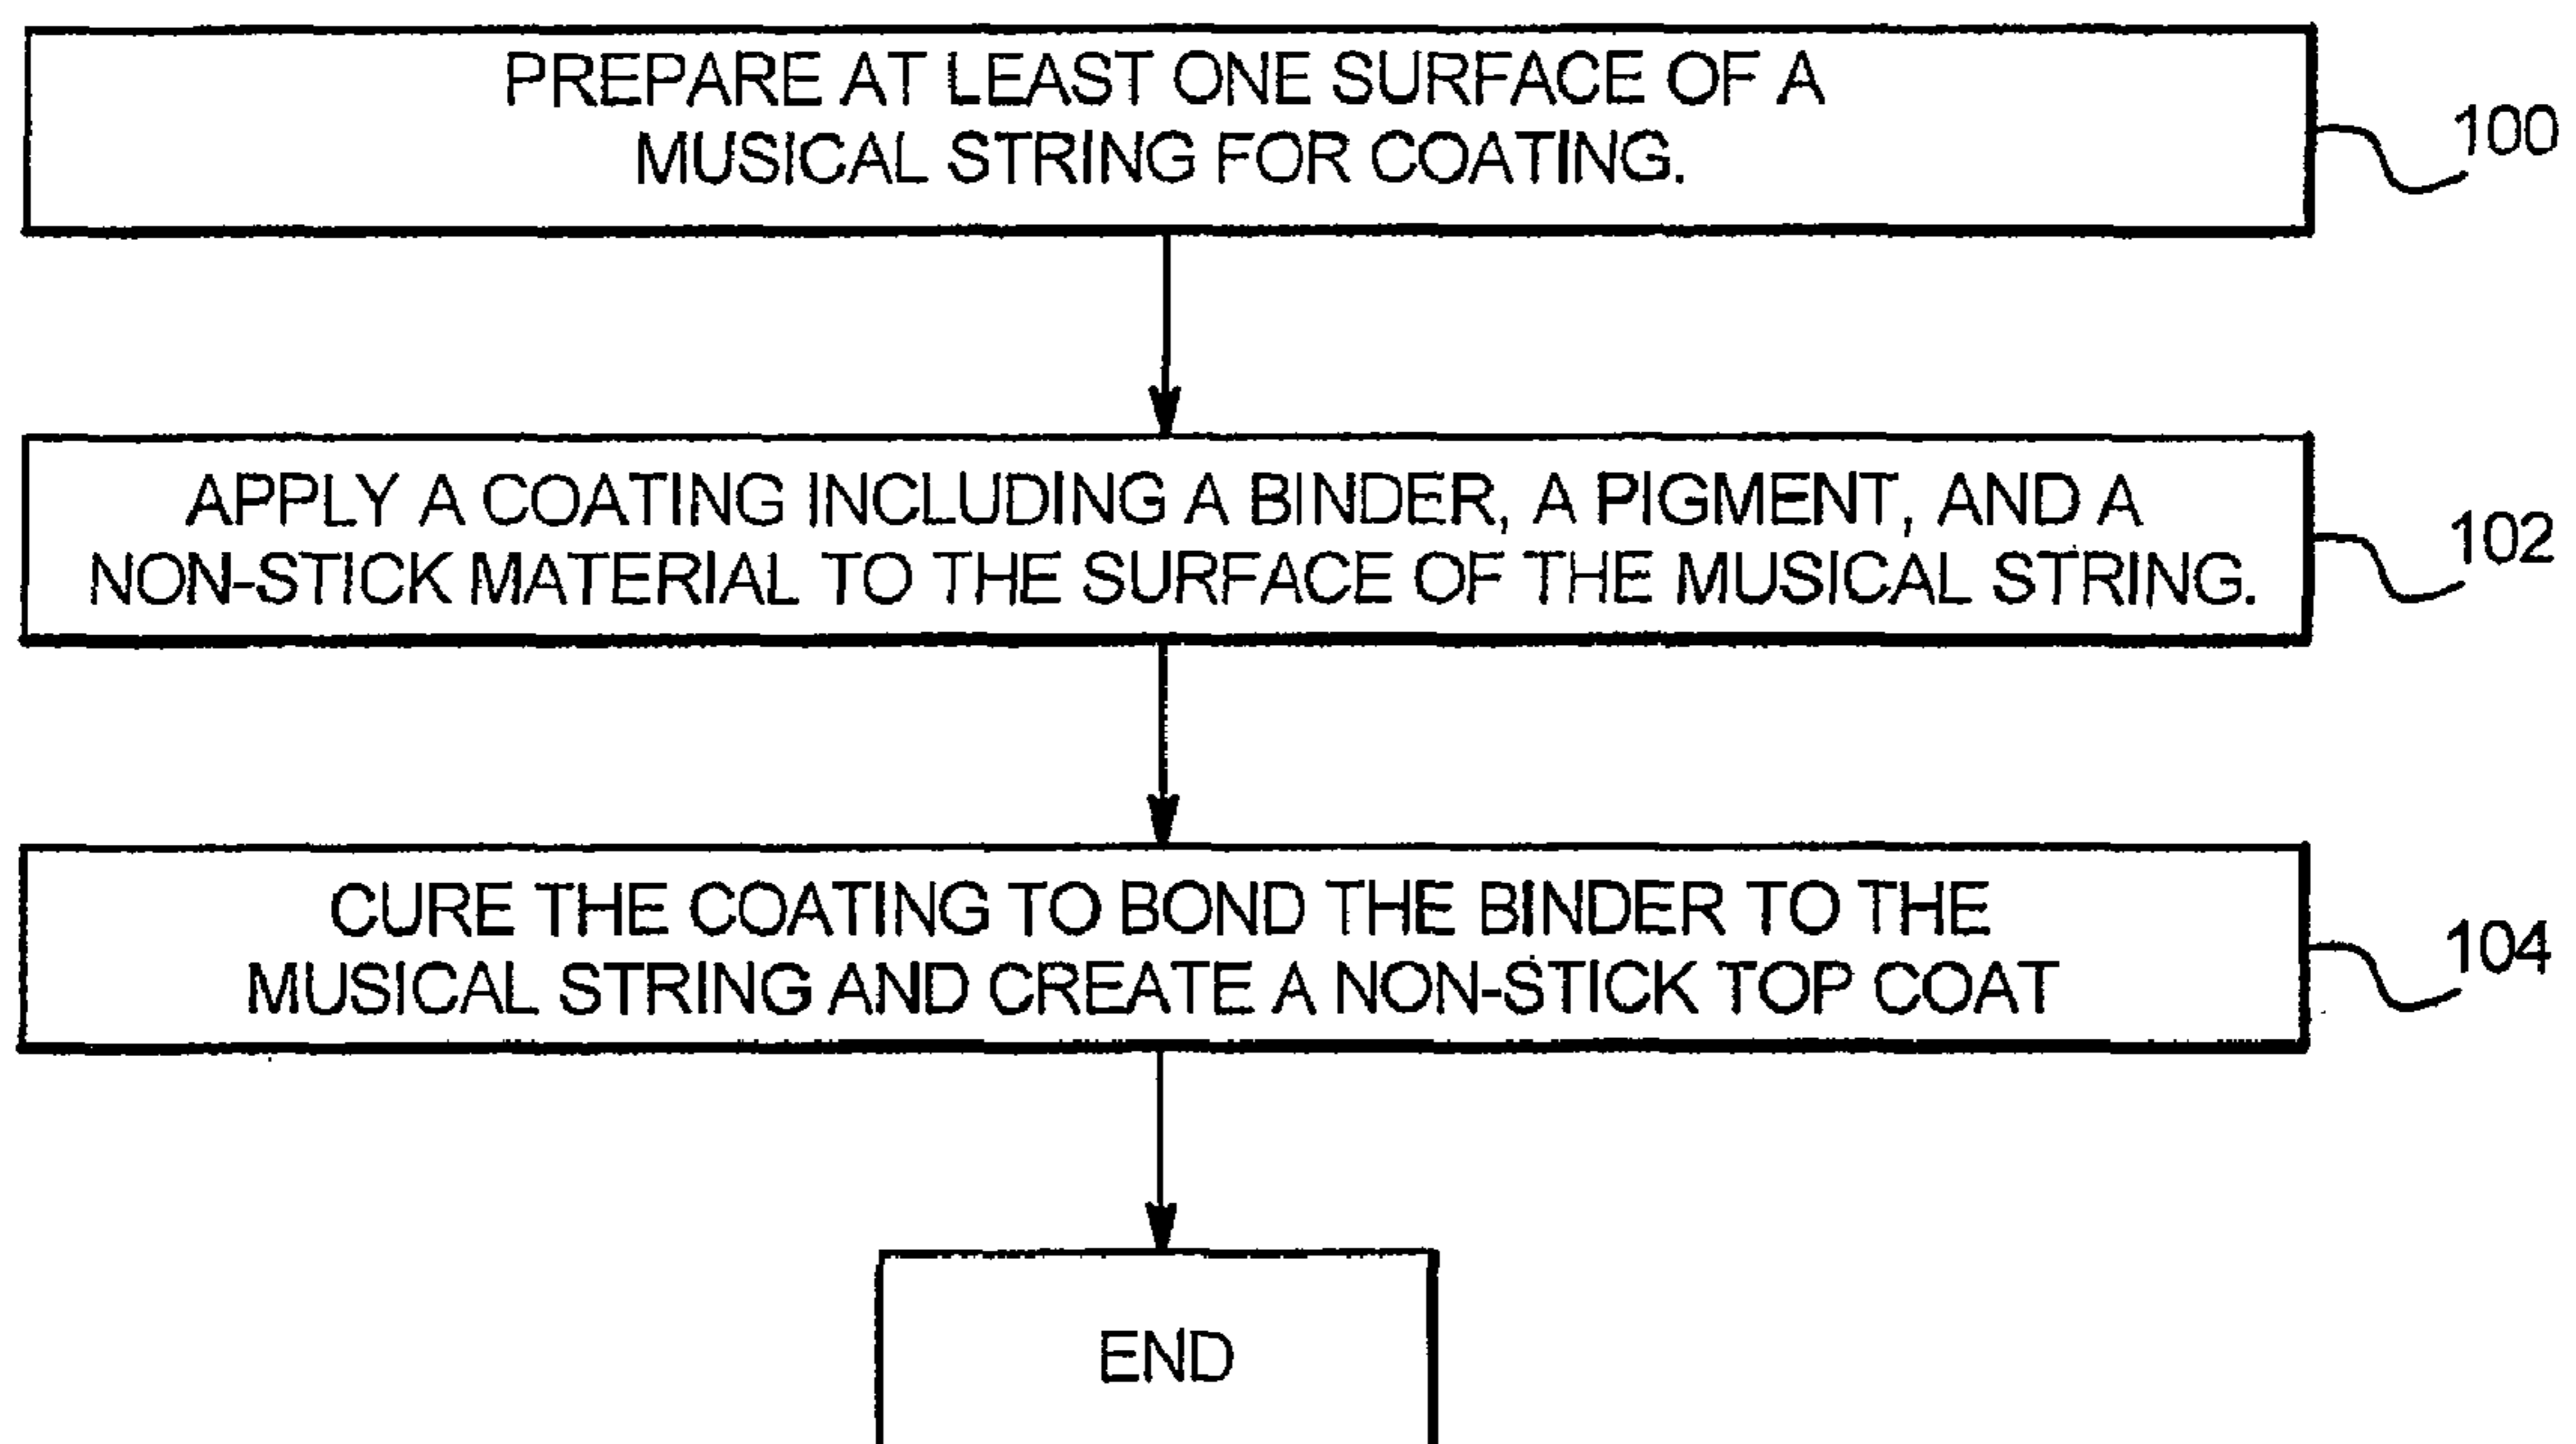 PREPARE AT LEAST ONE SURFACE OF A
MUSICAL STRING FOR COATING.
100
APPLY A COATING INCLUDING A BINDER, A PIGMENT, AND A
NON-STICK MATERIAL TO THE SURFACE OF THE MUSICAL STRING.
102
CURE THE COATING TO BOND THE BINDER TO THE
MUSICAL STRING AND CREATE A NON-STICK TOP COAT
104
END